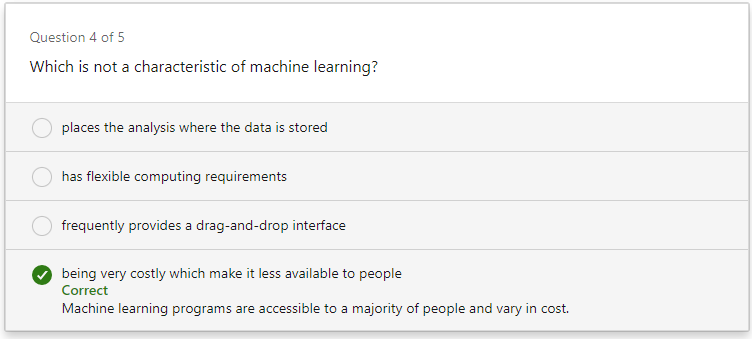 Question 4 of 5
Which is not a characteristic of machine learning?
places the analysis where the data is stored
has flexible computing requirements
frequently provides a drag-and-drop interface
being very costly which make it less available to people
Correct
Machine learning programs are accessible to a majority of people and vary in cost.